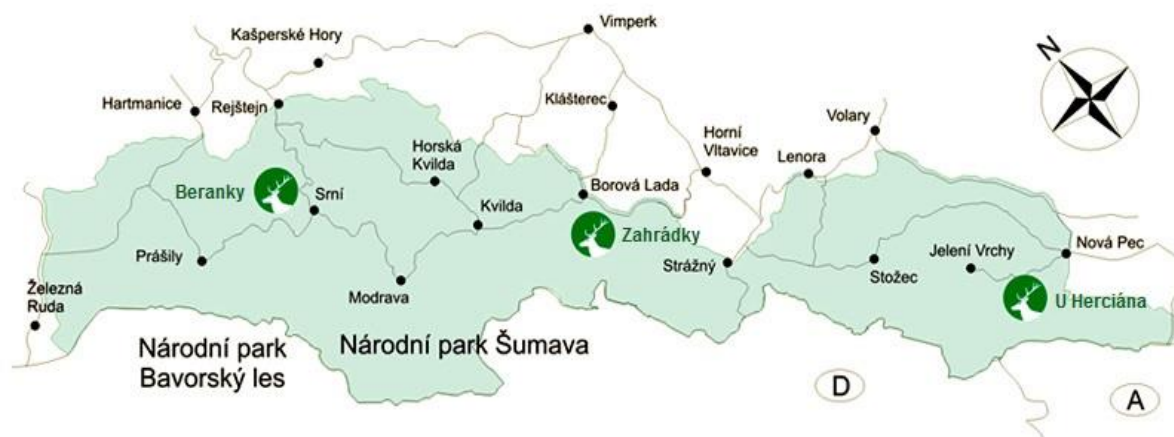 Vimperk
Kašperské Hory
N
Hartmanice
Rejštejn
Klášterec
Volary
Horní
Vltavice
Lenora
Horská
Kvilda
Beranky
Srní
Borová Lada
Kvilda
Zahrádky
Nová Pec
Prášily
Strážný
Stožec
Jelení Vrchy
Železná
Ruda
Modrava
U Herciána
Národní park
Bavorský les
Národní park Šumava
D
A